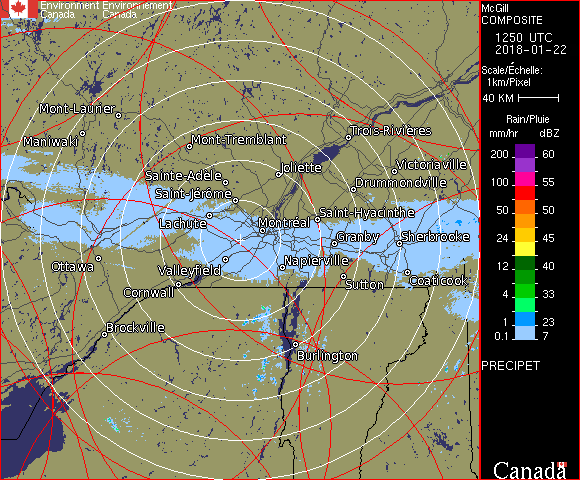 Environment Environnement
Canada Canada
McGill
COMPOSITE
1250 UTC
2018-01-22
Scale/Échelle:
1km/Pixel
40 KM
Rain/Pluie
mm/hr dBZ
200 60
150 55
100 55
50 50
24 45
12 40
4 33
1 23
0.1 7
PRECIPET
Canada
Mont-Laurier
Maniwaki
Mont-Tremblant
Trois-Rivières
Joliette
Victoriaville
Sainte-Adèle
Drummondville
Saint-Jérôme
Lachute
Montréal
Saint-Hyacinthe
Granby
Sherbrooke
Ottawa
Valleyfield
Napierville
Cornwall
Sutton
Coaticook
Brockville
Burlington